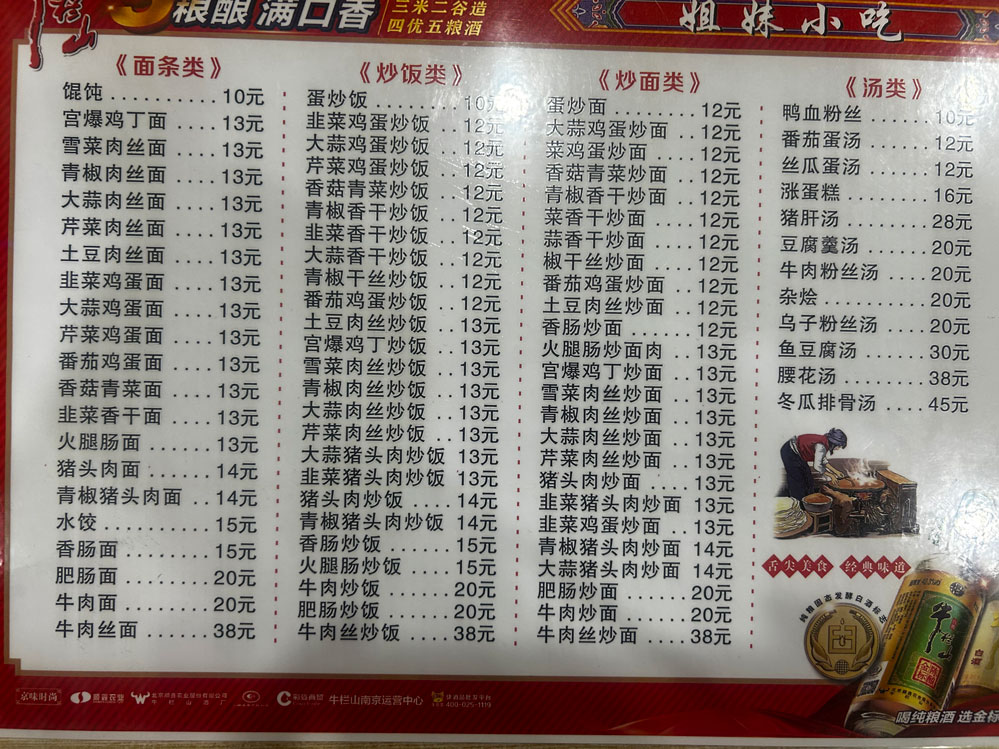 粮酿 满口香
三米二谷造
四优五粮酒
姐妹小吃
《面条类》
馄饨..........10元
宫爆鸡丁面 ....13元
雪菜肉丝面 ....13元
青椒肉丝面 ....13元
大蒜肉丝面 ....13元
芹菜肉丝面 ....13元
土豆肉丝面 ....13元
韭菜鸡蛋面 ....13元
大蒜鸡蛋面 ....13元
芹菜鸡蛋面 ....13元
番茄鸡蛋面 ....13元
香菇青菜面 ....13元
韭菜香干面 ....13元
火腿肠面 ......13元
猪头肉面 ......14元
青椒猪头肉面 ..14元
水饺..........15元
香肠面 ........15元
肥肠面 ........20元
牛肉面 ........20元
牛肉丝面 ......38元
《炒饭类》
蛋炒饭 ........10元
韭菜鸡蛋炒饭 ..12元
大蒜鸡蛋炒饭 ..12元
芹菜鸡蛋炒饭 ..12元
香菇青菜炒饭 ..12元
青椒香干炒饭 ..12元
韭菜香干炒饭 ..12元
大蒜香干炒饭 ..12元
青椒干丝炒饭 ..12元
番茄鸡蛋炒饭 ..12元
土豆肉丝炒饭 ..13元
宫爆鸡丁炒饭 ..13元
雪菜肉丝炒饭 ..13元
青椒肉丝炒饭 ..13元
大蒜肉丝炒饭 ..13元
芹菜肉丝炒饭 ..13元
大蒜猪头肉炒饭 13元
韭菜猪头肉炒饭 13元
猪头肉炒饭 ....14元
青椒猪头肉炒饭 14元
香肠炒饭 ......15元
火腿肠炒饭 ....15元
牛肉炒饭 ......20元
肥肠炒饭 ......20元
牛肉丝炒饭 ....38元
《炒面类》
蛋炒面 ........12元
大蒜鸡蛋炒面 ..12元
菜鸡蛋炒面 ....12元
香菇青菜炒面 ..12元
青椒香干炒面 ..12元
菜香干炒面 ....12元
蒜香干炒面 ....12元
椒干丝炒面 ....12元
番茄鸡蛋炒面 ..12元
土豆肉丝炒面 ..12元
香肠炒面 ......12元
火腿肠炒面肉 ..13元
宫爆鸡丁炒面 ..13元
雪菜肉丝炒面 ..13元
青椒肉丝炒面 ..13元
大蒜肉丝炒面 ..13元
芹菜肉丝炒面 ..13元
猪头肉炒面 ....13元
韭菜猪头肉炒面 13元
韭菜鸡蛋炒面 ..13元
青椒猪头肉炒面 14元
大蒜猪头肉炒面 14元
肥肠炒面 ......20元
牛肉炒面 ......20元
牛肉丝炒面 ....38元
《汤类》
鸭血粉丝 ......10元
番茄蛋汤 ......12元
丝瓜蛋汤 ......12元
涨蛋糕 ........16元
猪肝汤 ........28元
豆腐羹汤 ......20元
牛肉粉丝汤 ....20元
杂烩..........20元
乌子粉丝汤 ....20元
鱼豆腐汤 ......30元
腰花汤 ........38元
冬瓜排骨汤 ....45元
舌尖美食 经典味道
纯粮固态发酵白酒标志
牛栏山
喝纯粮酒 选金标
京味时尚
牛栏山南京运营中心
400-625-1119